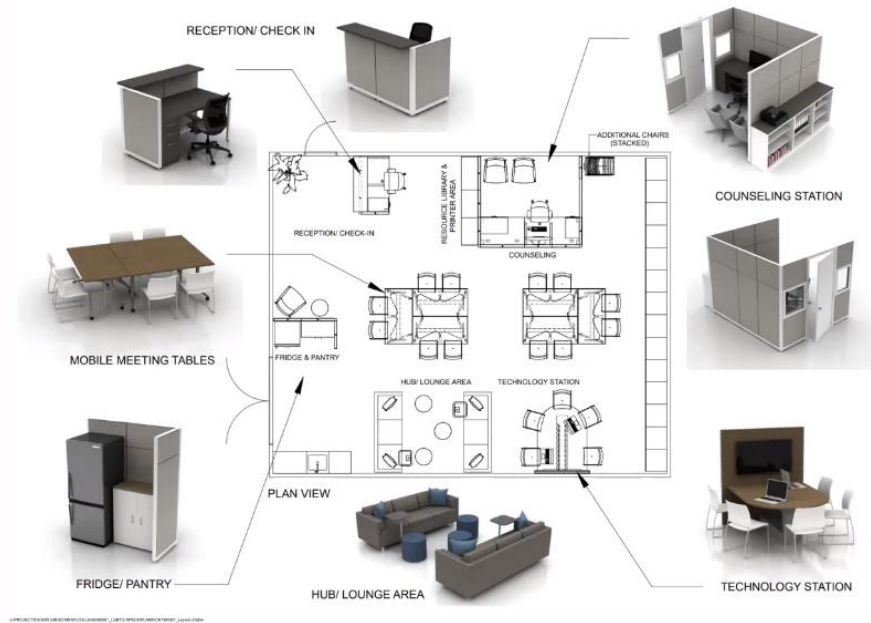 RECEPTION/ CHECK IN
ADDITIONAL CHAIRS
(STACKED)
COUNSELING STATION
RESOURCE LIBRARY &
PRINTER AREA
RECEPTION/ CHECK-IN
COUNSELING
MOBILE MEETING TABLES
FRIDGE & PANTRY
HUB/ LOUNGE AREA
TECHNOLOGY STATION
PLAN VIEW
FRIDGE/ PANTRY
HUB/ LOUNGE AREA
TECHNOLOGY STATION